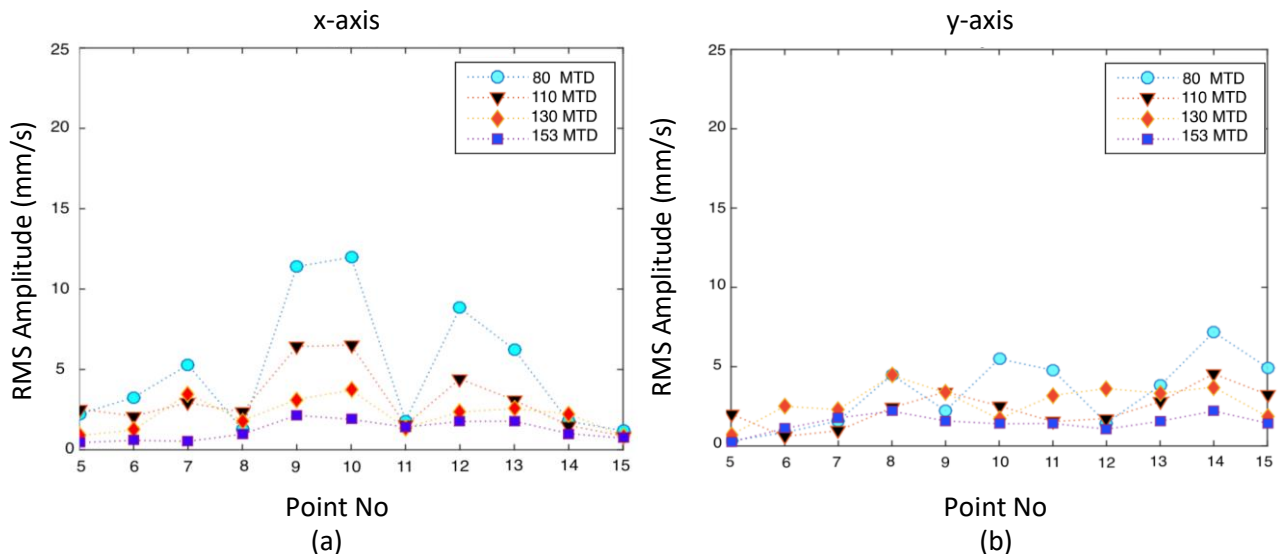 x-axis
25
20
15
10
5
0
5 6 7 8 9 10 11 12 13 14 15
RMS Amplitude (mm/s)
Point No
(a)
80 MTD
110 MTD
130 MTD
153 MTD
y-axis
25
20
15
10
5
0
5 6 7 8 9 10 11 12 13 14 15
RMS Amplitude (mm/s)
Point No
(b)
80 MTD
110 MTD
130 MTD
153 MTD